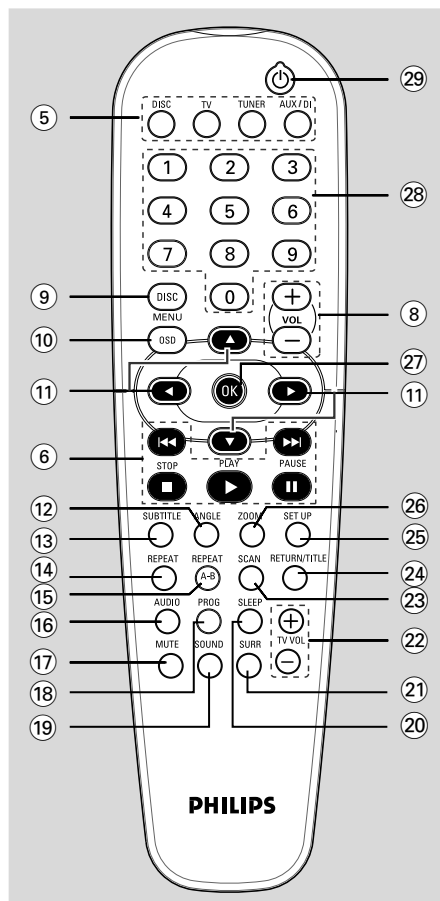 29
DISC TV TUNER AUX/DI
5
1 2 3
28
4 5 6
7 8 9
9 DISC 0 + 8
MENU VOL
10 OSD −
27
11 OK 11
6
STOP PLAY PAUSE
12 26
SUBTITLE ANGLE ZOOM SET UP
13 25
REPEAT REPEAT SCAN RETURN/TITLE
14 A-B 24
15 23
AUDIO PROG SLEEP +
16 TV VOL 22
MUTE SOUND SURR −
17 21
18 20
19
PHILIPS